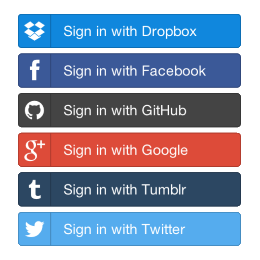 Sign in with Dropbox
f Sign in with Facebook
Sign in with GitHub
g+ Sign in with Google
t Sign in with Tumblr
Sign in with Twitter